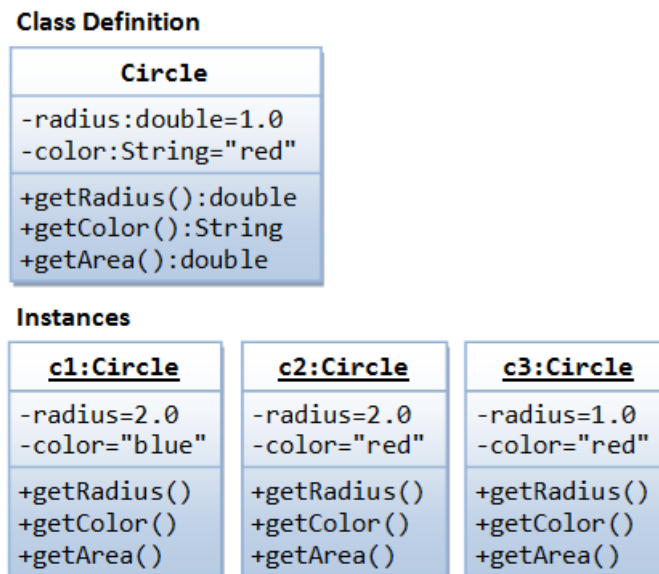 Class Definition
Circle
-radius:double=1.0
-color:String="red"
+getRadius():double
+getColor():String
+getArea():double
Instances
c1:Circle
-radius=2.0
-color="blue"
+getRadius()
+getColor()
+getArea()
c2:Circle
-radius=2.0
-color="red"
+getRadius()
+getColor()
+getArea()
c3:Circle
-radius=1.0
-color="red"
+getRadius()
+getColor()
+getArea()